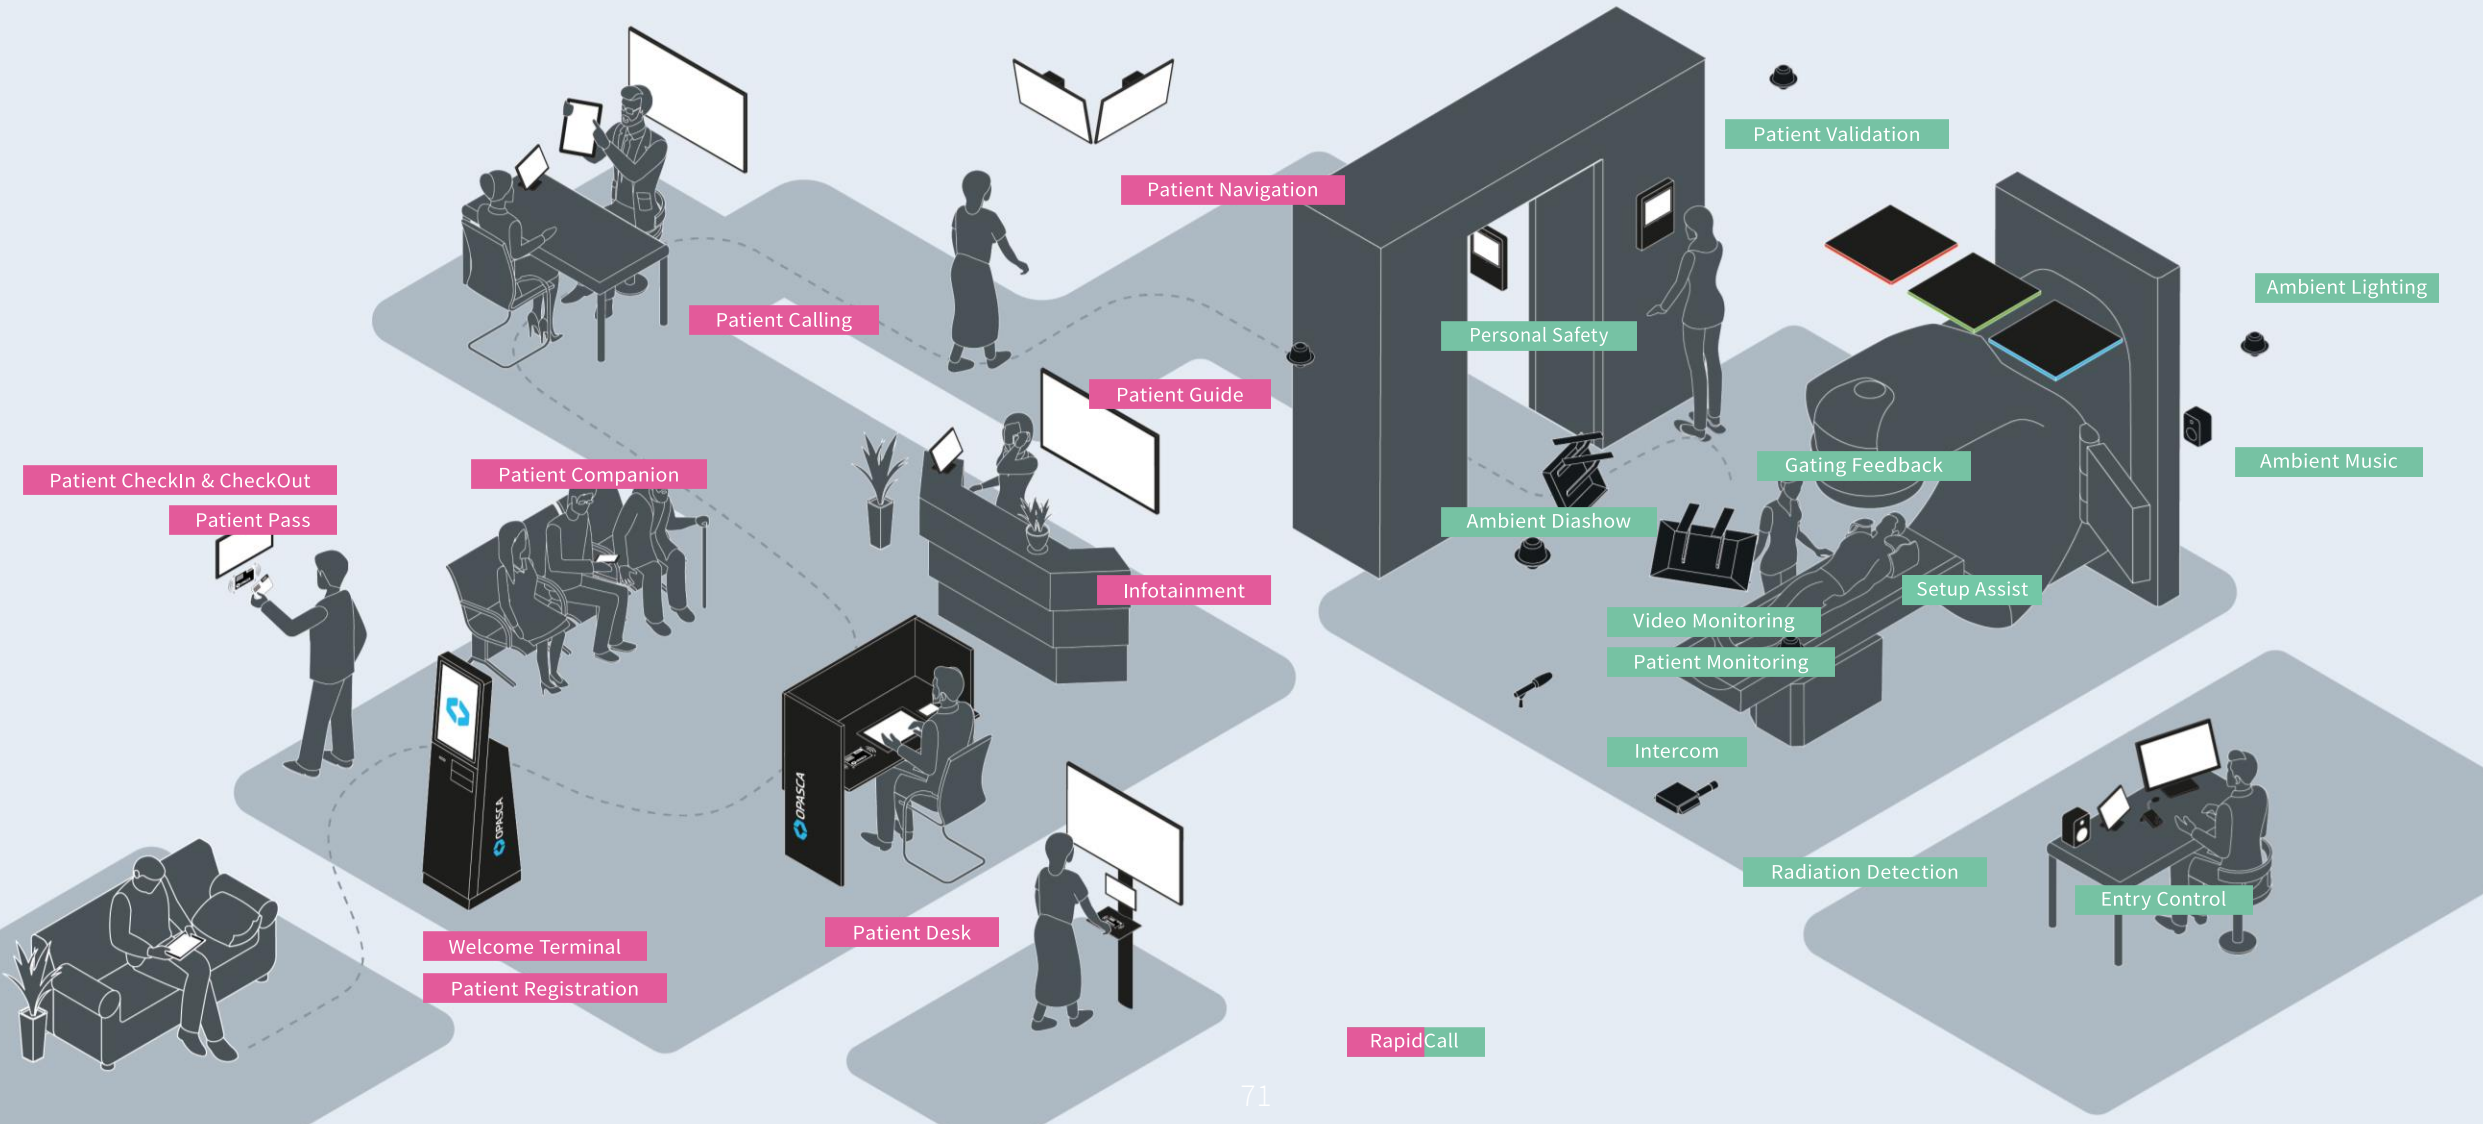 Patient Validation
Patient Navigation
Ambient Lighting
Patient Calling
Personal Safety
Patient Guide
Patient CheckIn & CheckOut
Patient Companion
Gating Feedback
Ambient Music
Patient Pass
Ambient Diashow
Infotainment
Setup Assist
Video Monitoring
Patient Monitoring
Intercom
OPASCA
OPASCA
Radiation Detection
Entry Control
Patient Desk
Welcome Terminal
Patient Registration
RapidCall
71